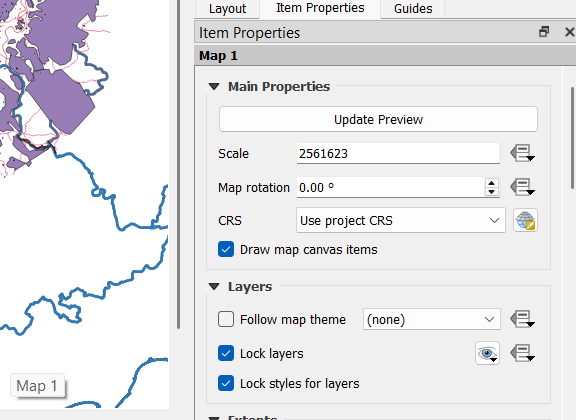 Layout
Item Properties
Guides
Item Properties
Map 1
Main Properties
Update Preview
Scale
2561623
Map rotation
0.00 °
CRS
Use project CRS
Draw map canvas items
Layers
Follow map theme
(none)
Lock layers
Lock styles for layers
Map 1